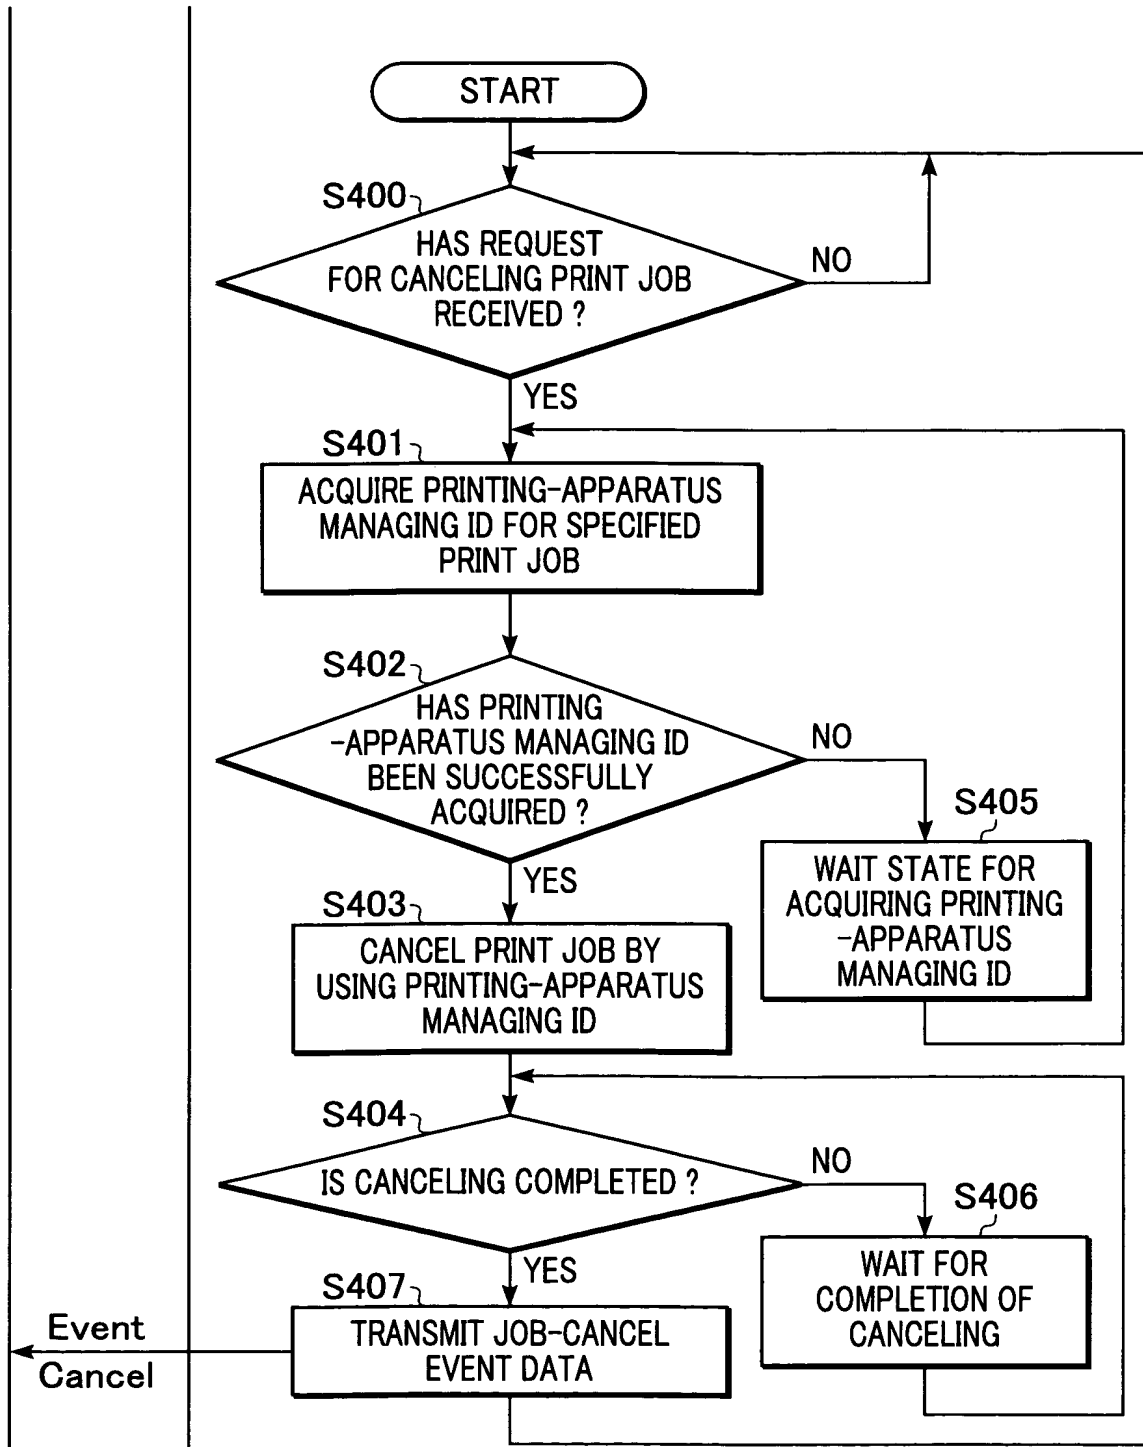 START
S400
HAS REQUEST
FOR CANCELING PRINT JOB
RECEIVED ?
NO
YES
S401
ACQUIRE PRINTING-APPARATUS
MANAGING ID FOR SPECIFIED
PRINT JOB
S402
HAS PRINTING
-APPARATUS MANAGING ID
BEEN SUCCESSFULLY
ACQUIRED ?
NO
YES
S405
WAIT STATE FOR
ACQUIRING PRINTING
-APPARATUS
MANAGING ID
S403
CANCEL PRINT JOB BY
USING PRINTING-APPARATUS
MANAGING ID
S404
IS CANCELING COMPLETED ?
NO
YES
S406
WAIT FOR
COMPLETION OF
CANCELING
S407
TRANSMIT JOB-CANCEL
EVENT DATA
Event
Cancel